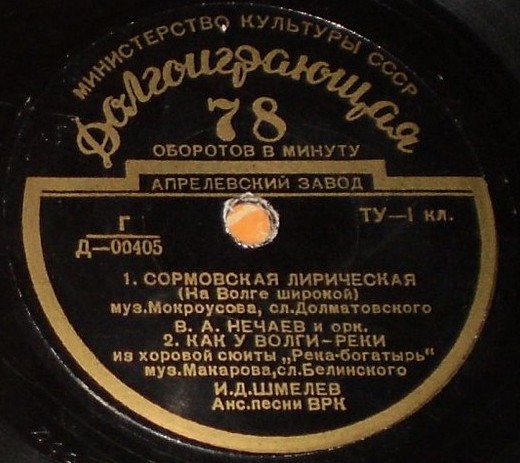 МИНИСТЕРСТВО КУЛЬТУРЫ СССР
Долгоиграющая
78
ОБОРОТОВ В МИНУТУ
АПРЕЛЕВСКИЙ ЗАВОД
Г
Д—00405
ТУ—I кл.
1. СОРМОВСКАЯ ЛИРИЧЕСКАЯ
(На Волге широкой)
муз.Мокроусова, сл.Долматовского
В. А. НЕЧАЕВ и орк.
2. КАК У ВОЛГИ-РЕКИ
из хоровой сюиты „Река-богатырь"
муз.Макарова,сл.Белинского
И.Д.ШМЕЛЕВ
Анс.песни ВРК